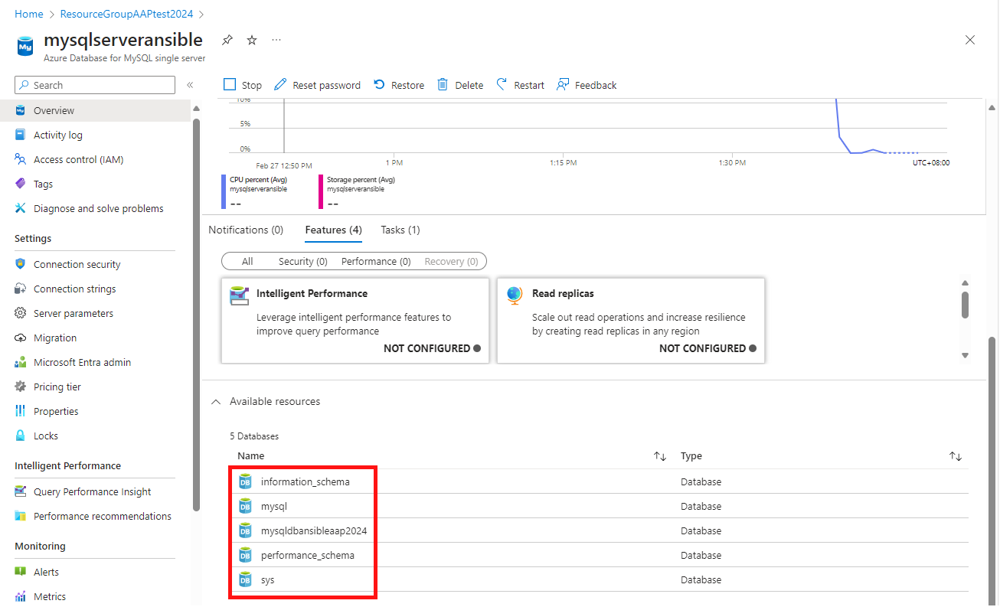 Home > ResourceGroupAAPtest2024 >
mysqlserveransible
Azure Database for MySQL single server
Search
Stop Reset password Restore Delete Restart Feedback
Overview
Activity log
Access control (IAM)
Tags
Diagnose and solve problems
Settings
Connection security
Connection strings
Server parameters
Migration
Microsoft Entra admin
Pricing tier
Properties
Locks
Intelligent Performance
Query Performance Insight
Performance recommendations
Monitoring
Alerts
Metrics
10%
5%
0%
Feb 27 12:50 PM 1 PM 1:15 PM 1:30 PM UTC+08:00
CPU percent (Avg)
mysqlserveransible
--
Storage percent (Avg)
mysqlserveransible
--
Notifications (0) Features (4) Tasks (1)
All Security (0) Performance (0) Recovery (0)
Intelligent Performance
Leverage intelligent performance features to
improve query performance
NOT CONFIGURED
Read replicas
Scale out read operations and increase resilience
by creating read replicas in any region
NOT CONFIGURED
Available resources
5 Databases
Name Type
information_schema Database
mysql Database
mysqldbansibleaap2024 Database
performance_schema Database
sys Database